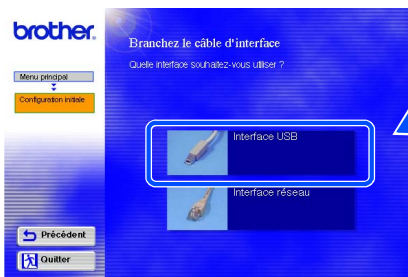 brother.
Branchez le câble d'interface
Quelle interface souhaitez-vous utiliser ?
Menu principal
Configuration initiale
Interface USB
Interface réseau
Précédent
Quitter